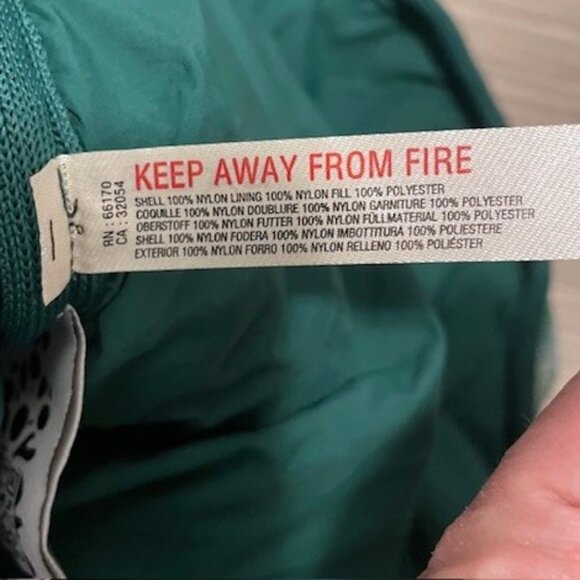 KEEP AWAY FROM FIRE
SHELL 100% NYLON LINING 100% NYLON FILL 100% POLYESTER
COQUILLE 100% NYLON DOUBLURE 100% NYLON GARNITURE 100% POLYESTER
OBERSTOFF 100% NYLON FUTTER 100% NYLON FÜLLMATERIAL 100% POLYESTER
SHELL 100% NYLON FODERA 100% NYLON IMBOTTITURA 100% POLIESTERE
EXTERIOR 100% NYLON FORRO 100% NYLON RELLENO 100% POLIÉSTER
RN : 66170
CA : 32054